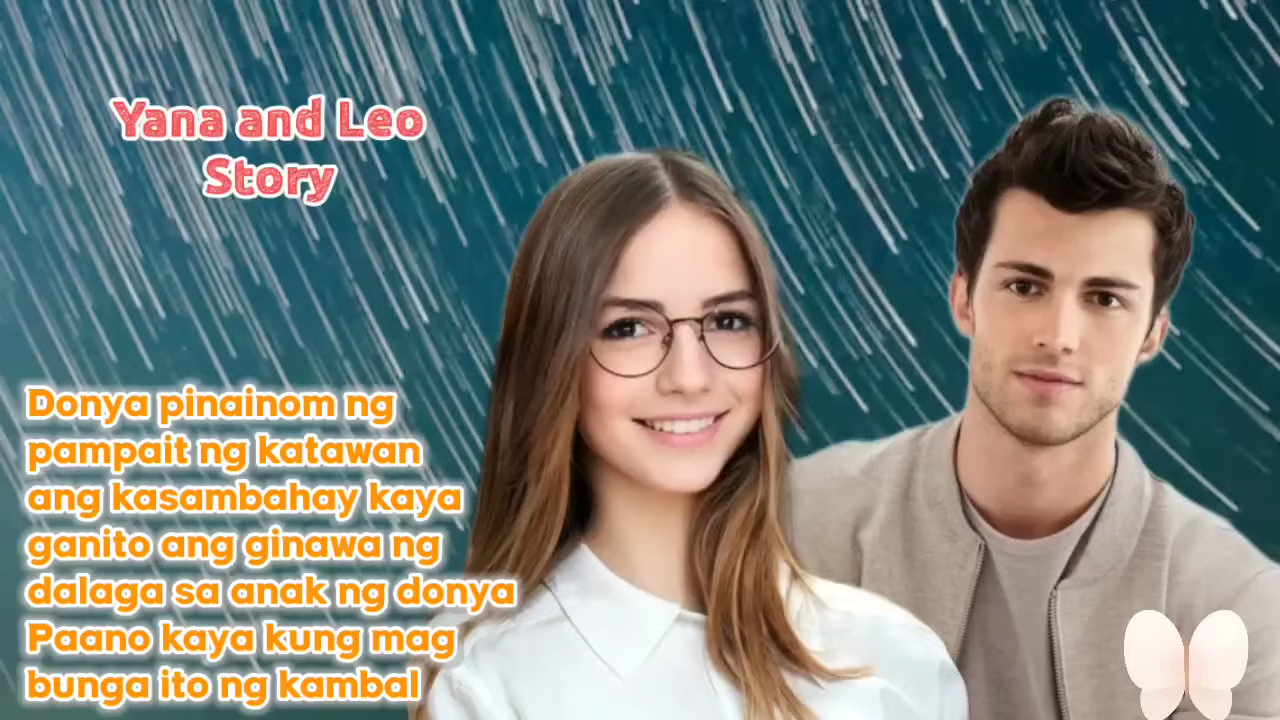 Yana and Leo
Story
Donya pinainom ng
pampait ng katawan
ang kasambahay kaya
ganito ang ginawa ng
dalaga sa anak ng donya
Paano kaya kung mag
bunga ito ng kambal